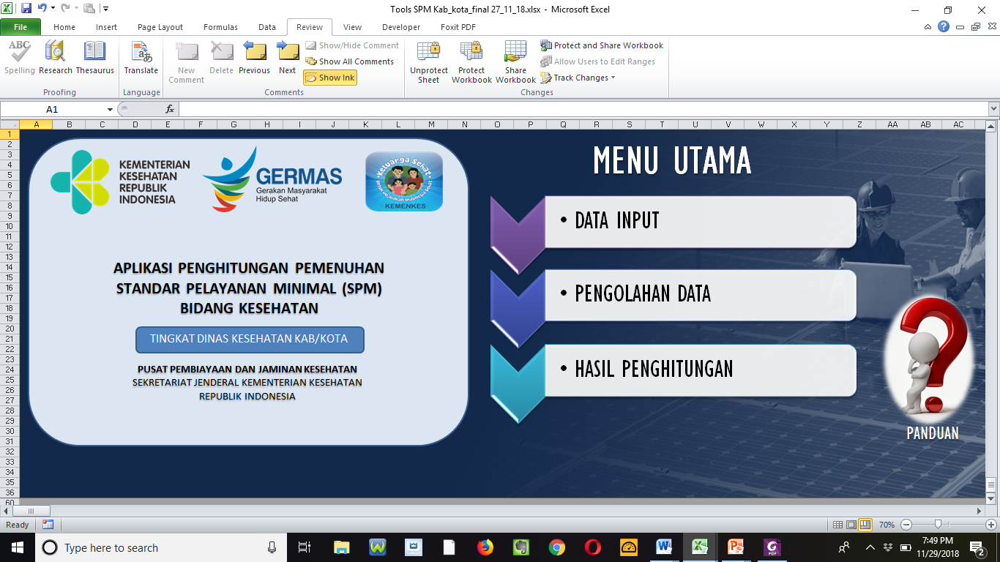 Tools SPM Kab_kota_final 27_11_18.xlsx - Microsoft Excel
File Home Insert Page Layout Formulas Data Review View Developer Foxit PDF
ABC
Spelling Research Thesaurus
Proofing
Translate
Language
New Comment
Delete Previous Next
Show/Hide Comment
Show All Comments
Show Ink
Comments
Unprotect Sheet
Protect Workbook
Share Workbook
Protect and Share Workbook
Allow Users to Edit Ranges
Track Changes
Changes
A1
fx
A B C D E F G H I J K L M N O P Q R S T U V W X Y Z AA AB AC
1
2
3
4
5
6
7
8
9
10
11
12
13
14
15
16
17
18
19
20
21
22
23
24
25
26
27
28
29
30
31
32
33
34
35
36
60
KEMENTERIAN
KESEHATAN
REPUBLIK
INDONESIA
GERMAS
Gerakan Masyarakat
Hidup Sehat
Keluarga Sehat
KEMENKES
APLIKASI PENGHITUNGAN PEMENUHAN
STANDAR PELAYANAN MINIMAL (SPM)
BIDANG KESEHATAN
TINGKAT DINAS KESEHATAN KAB/KOTA
PUSAT PEMBIAYAAN DAN JAMINAN KESEHATAN
SEKRETARIAT JENDERAL KEMENTERIAN KESEHATAN
REPUBLIK INDONESIA
MENU UTAMA
• DATA INPUT
• PENGOLAHAN DATA
• HASIL PENGHITUNGAN
PANDUAN
Ready
70%
Type here to search
7:49 PM
11/29/2018
2